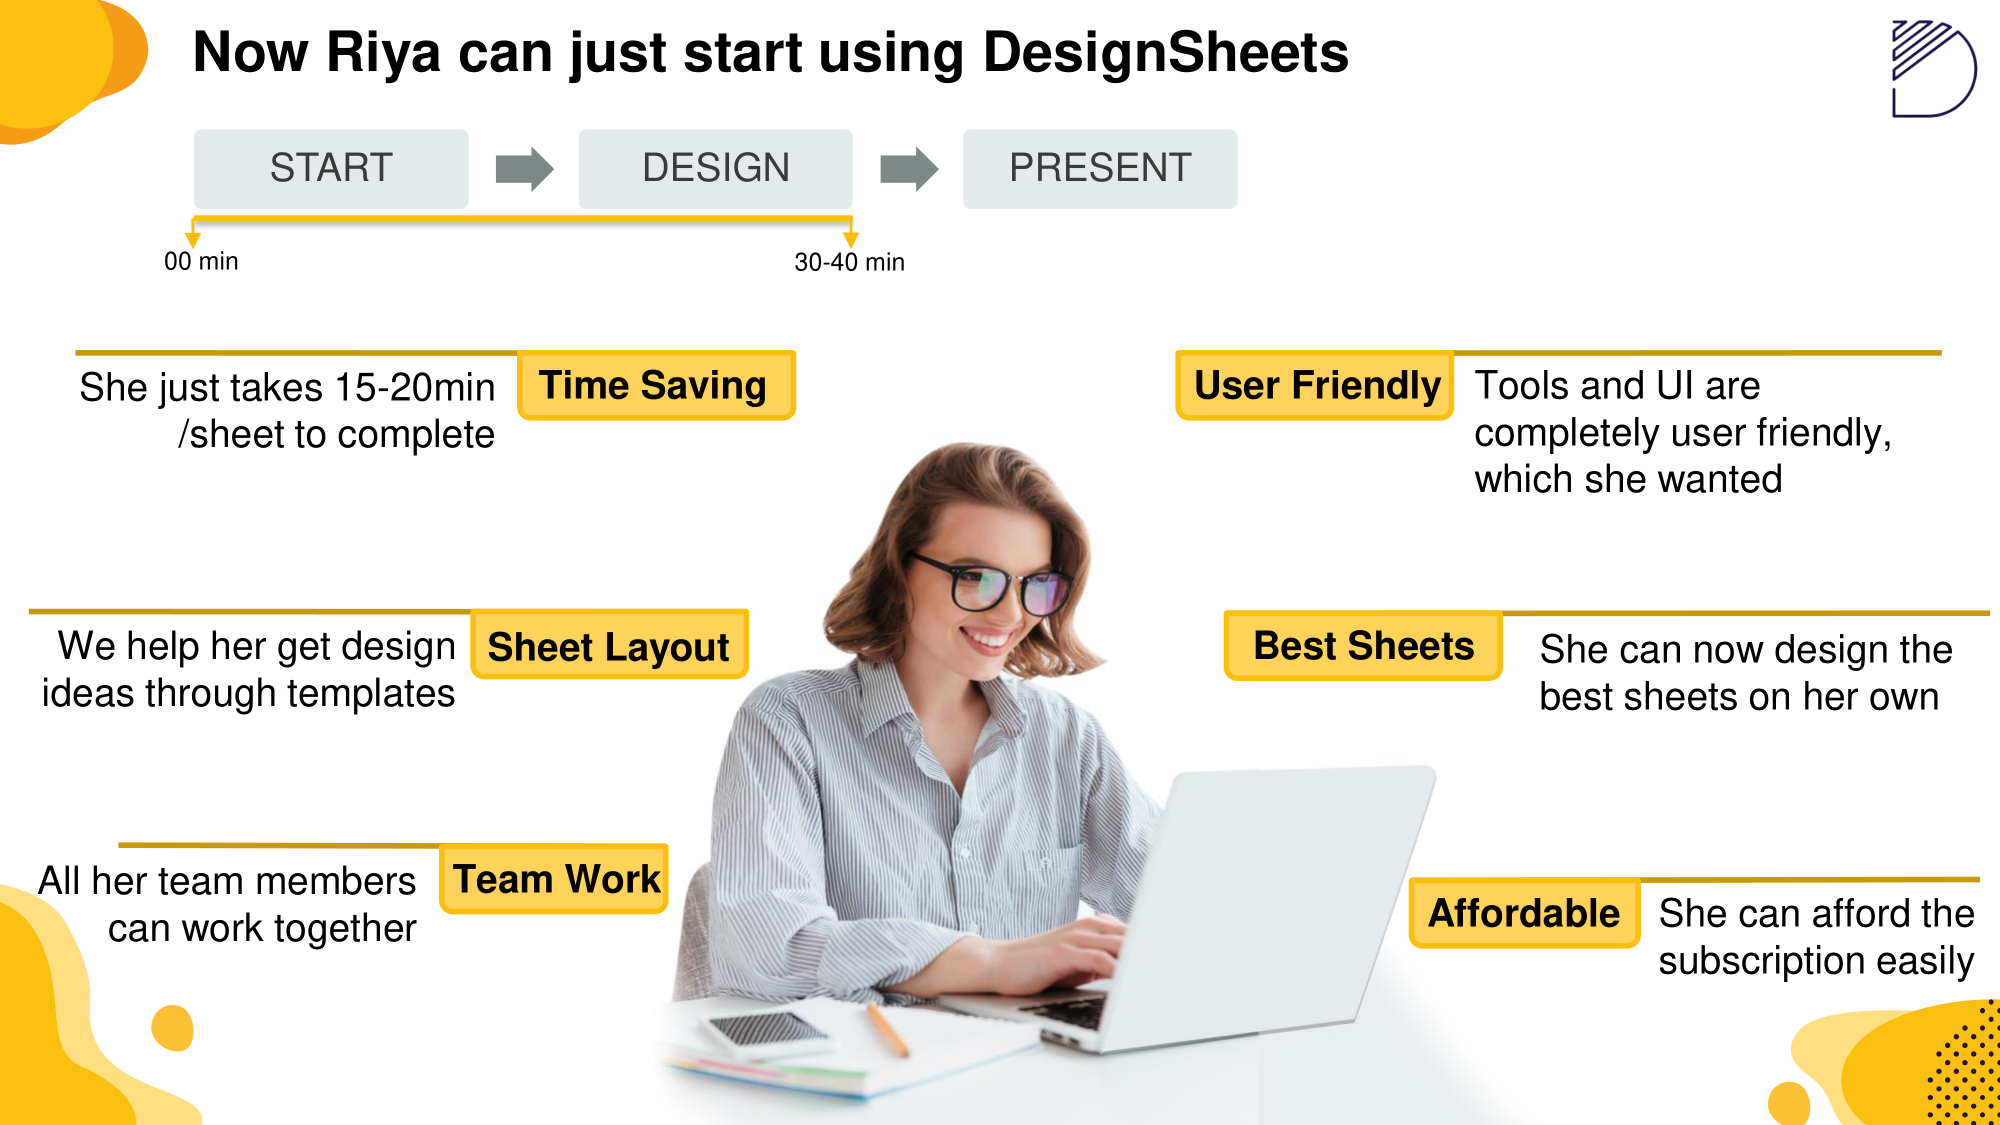 Now Riya can just start using DesignSheets
START
DESIGN
PRESENT
00 min
30-40 min
She just takes 15-20min
/sheet to complete
Time Saving
User Friendly
Tools and UI are
completely user friendly,
which she wanted
We help her get design
ideas through templates
Sheet Layout
Best Sheets
She can now design the
best sheets on her own
All her team members
can work together
Team Work
Affordable
She can afford the
subscription easily